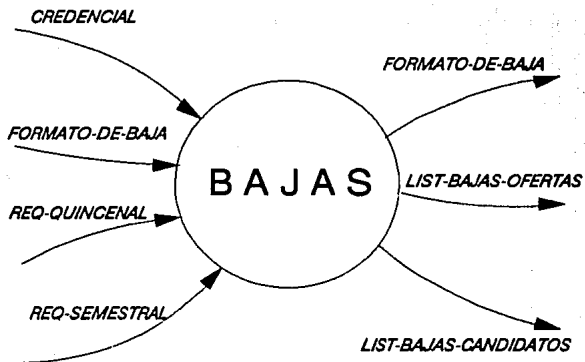 CREDENCIAL
FORMATO-DE-BAJA
REQ-QUINCENAL
REQ-SEMESTRAL
BAJAS
FORMATO-DE-BAJA
LIST-BAJAS-OFERTAS
LIST-BAJAS-CANDIDATOS